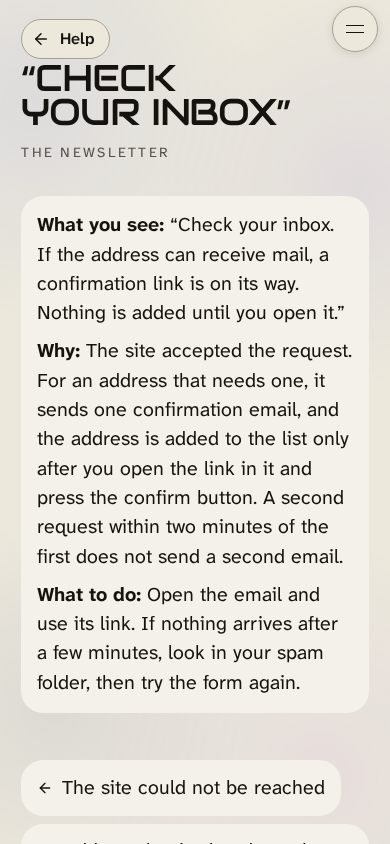 Help
“CHECK
YOUR INBOX”
THE NEWSLETTER
What you see: “Check your inbox.
If the address can receive mail, a
confirmation link is on its way.
Nothing is added until you open it.”
Why: The site accepted the request.
For an address that needs one, it
sends one confirmation email, and
the address is added to the list only
after you open the link in it and
press the confirm button. A second
request within two minutes of the
first does not send a second email.
What to do: Open the email and
use its link. If nothing arrives after
a few minutes, look in your spam
folder, then try the form again.
The site could not be reached